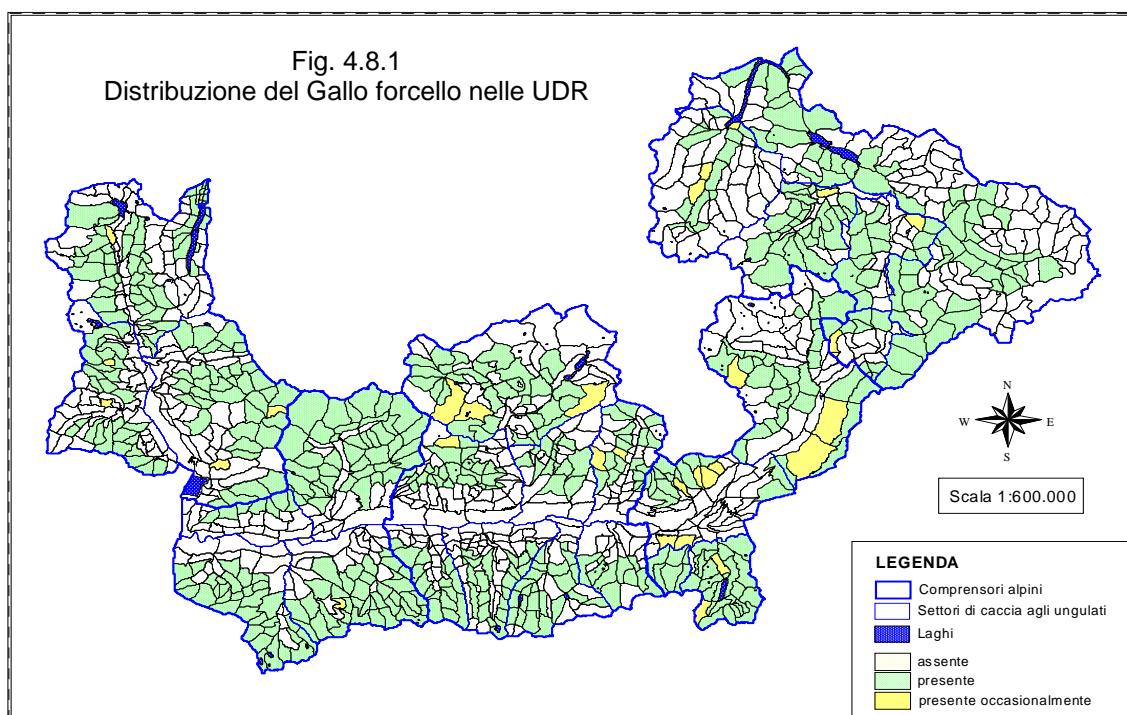 Fig. 4.8.1
Distribuzione del Gallo forcello nelle UDR
N
W
E
S
Scala 1:600.000
LEGENDA
Comprensori alpini
Settori di caccia agli ungulati
Laghi
assente
presente
presente occasionalmente